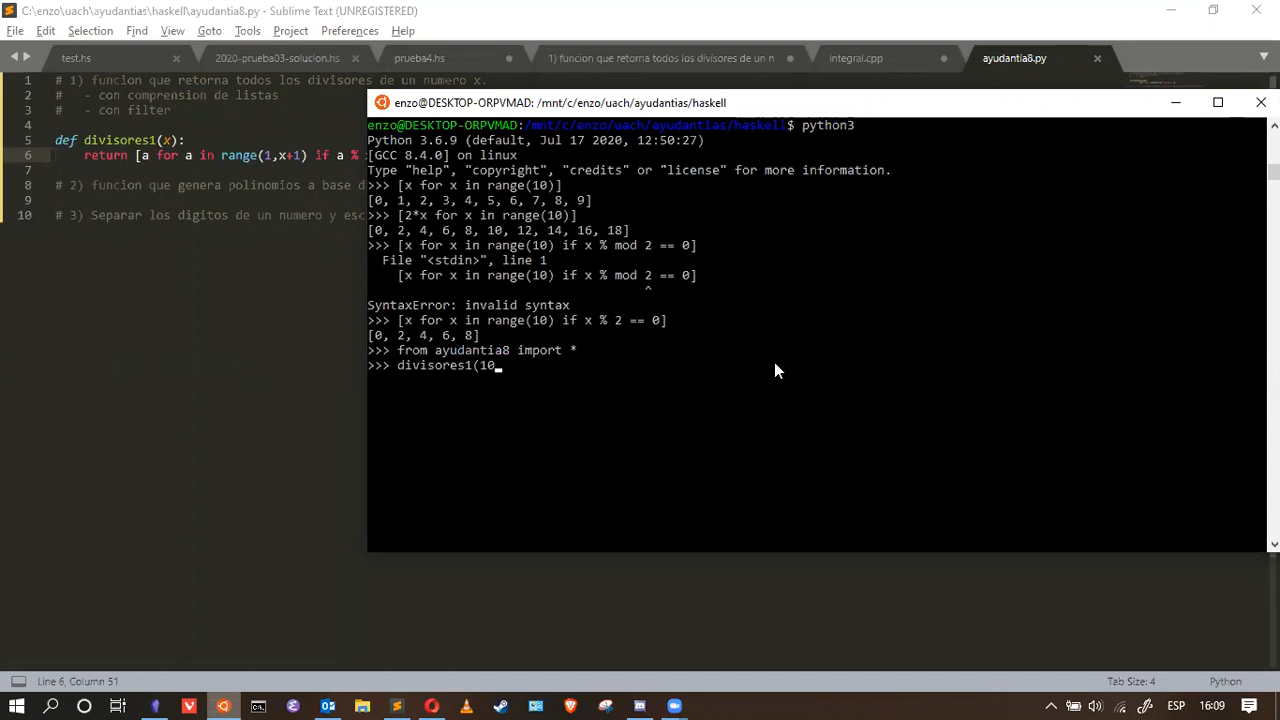 C:\enzo\uach\ayudantias\haskell\ayudantia8.py - Sublime Text (UNREGISTERED)
File Edit Selection Find View Goto Tools Project Preferences Help
test.hs 2020-prueba03-solucion.hs prueba4.hs 1) funcion que retorna todos los divisores de un n integral.cpp ayudantia8.py
1 # 1) funcion que retorna todos los divisores de un numero x.
2 # - con comprension de listas
3 # - con filter
4
5 def divisores1(x):
6 return [a for a in range(1,x+1) if a %
7
8 # 2) funcion que genera polinomios a base d
9
10 # 3) Separar los digitos de un numero y esc
enzo@DESKTOP-ORPVMAD: /mnt/c/enzo/uach/ayudantias/haskell
enzo@DESKTOP-ORPVMAD:/mnt/c/enzo/uach/ayudantias/haskell$ python3
Python 3.6.9 (default, Jul 17 2020, 12:50:27)
[GCC 8.4.0] on linux
Type "help", "copyright", "credits" or "license" for more information.
>>> [x for x in range(10)]
[0, 1, 2, 3, 4, 5, 6, 7, 8, 9]
>>> [2*x for x in range(10)]
[0, 2, 4, 6, 8, 10, 12, 14, 16, 18]
>>> [x for x in range(10) if x % mod 2 == 0]
File "<stdin>", line 1
[x for x in range(10) if x % mod 2 == 0]
^
SyntaxError: invalid syntax
>>> [x for x in range(10) if x % 2 == 0]
[0, 2, 4, 6, 8]
>>> from ayudantia8 import *
>>> divisores1(10
Line 6, Column 51 Tab Size: 4 Python
ESP 16:09